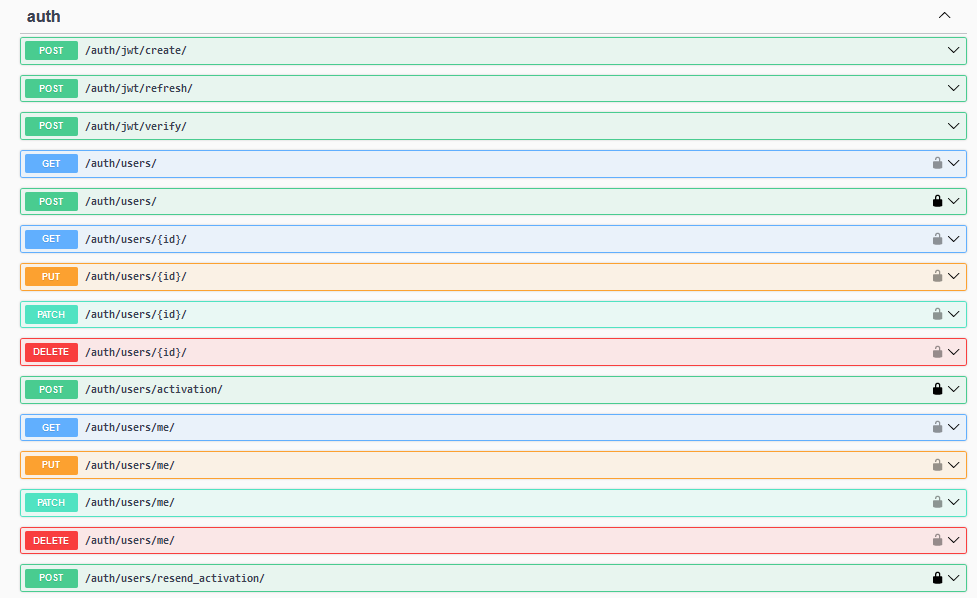 auth
POST /auth/jwt/create/
POST /auth/jwt/refresh/
POST /auth/jwt/verify/
GET /auth/users/
POST /auth/users/
GET /auth/users/{id}/
PUT /auth/users/{id}/
PATCH /auth/users/{id}/
DELETE /auth/users/{id}/
POST /auth/users/activation/
GET /auth/users/me/
PUT /auth/users/me/
PATCH /auth/users/me/
DELETE /auth/users/me/
POST /auth/users/resend_activation/